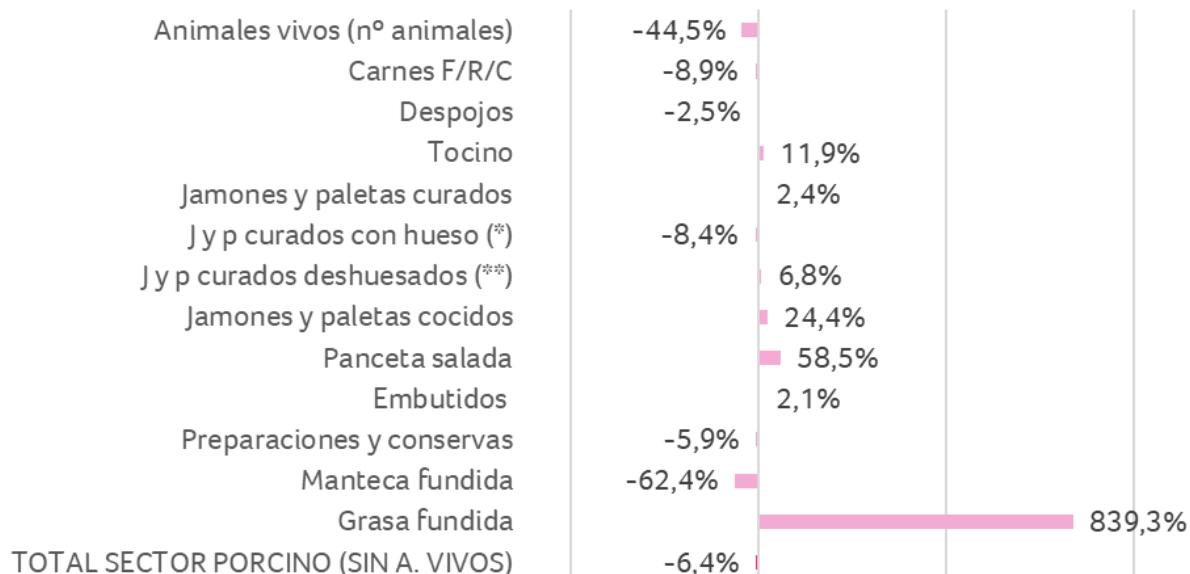 Animales vivos (nº animales) -44,5%
Carnes F/R/C -8,9%
Despojos -2,5%
Tocino 11,9%
Jamones y paletas curados 2,4%
J y p curados con hueso (*) -8,4%
J y p curados deshuesados (**) 6,8%
Jamones y paletas cocidos 24,4%
Panceta salada 58,5%
Embutidos 2,1%
Preparaciones y conservas -5,9%
Manteca fundida -62,4%
Grasa fundida 839,3%
TOTAL SECTOR PORCINO (SIN A. VIVOS) -6,4%